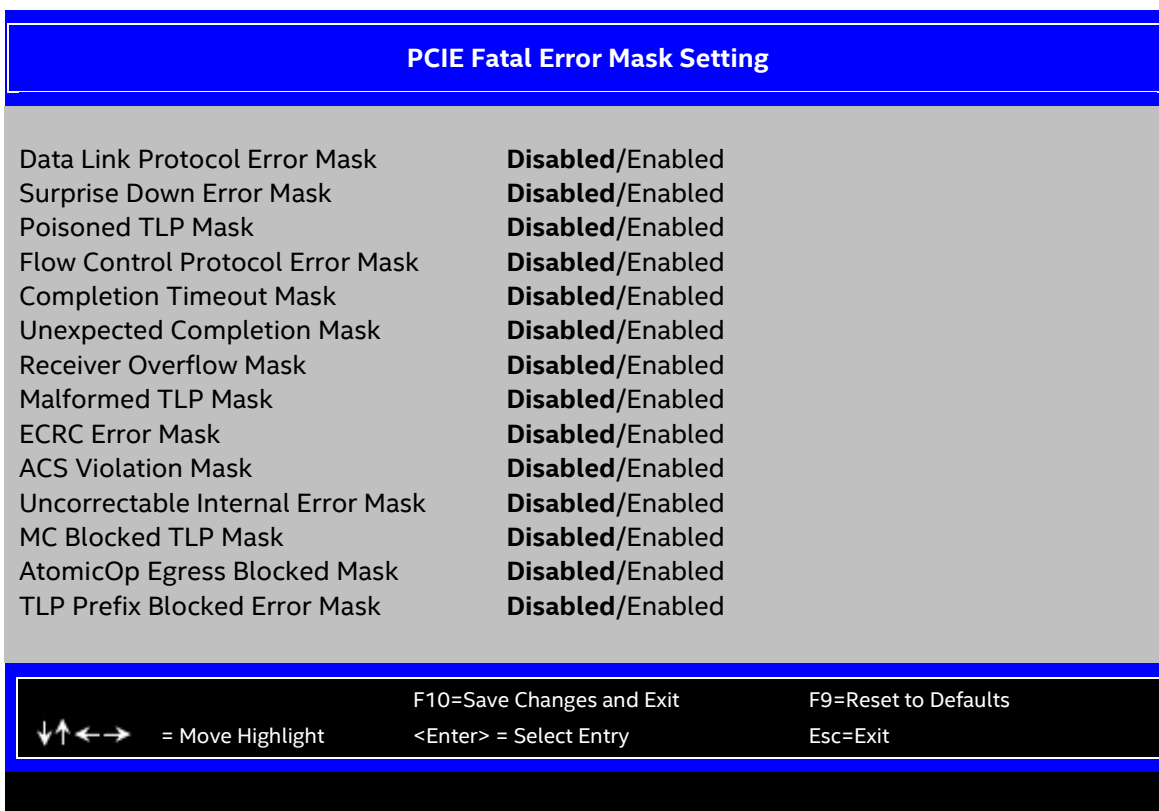 PCIE Fatal Error Mask Setting
Data Link Protocol Error Mask Disabled/Enabled
Surprise Down Error Mask Disabled/Enabled
Poisoned TLP Mask Disabled/Enabled
Flow Control Protocol Error Mask Disabled/Enabled
Completion Timeout Mask Disabled/Enabled
Unexpected Completion Mask Disabled/Enabled
Receiver Overflow Mask Disabled/Enabled
Malformed TLP Mask Disabled/Enabled
ECRC Error Mask Disabled/Enabled
ACS Violation Mask Disabled/Enabled
Uncorrectable Internal Error Mask Disabled/Enabled
MC Blocked TLP Mask Disabled/Enabled
AtomicOp Egress Blocked Mask Disabled/Enabled
TLP Prefix Blocked Error Mask Disabled/Enabled
F10=Save Changes and Exit F9=Reset to Defaults
↓↑←→ = Move Highlight <Enter> = Select Entry Esc=Exit